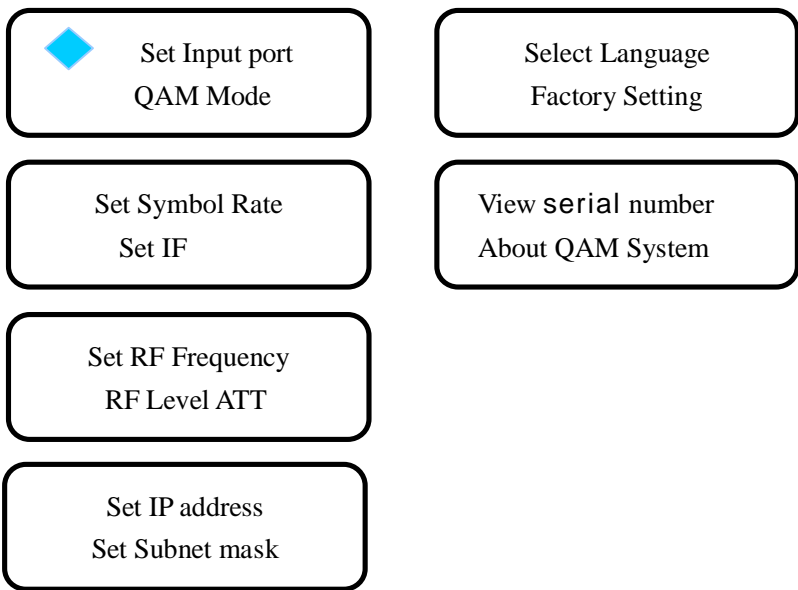 Set Input port
QAM Mode
Set Symbol Rate
Set IF
Set RF Frequency
RF Level ATT
Set IP address
Set Subnet mask
Select Language
Factory Setting
View serial number
About QAM System